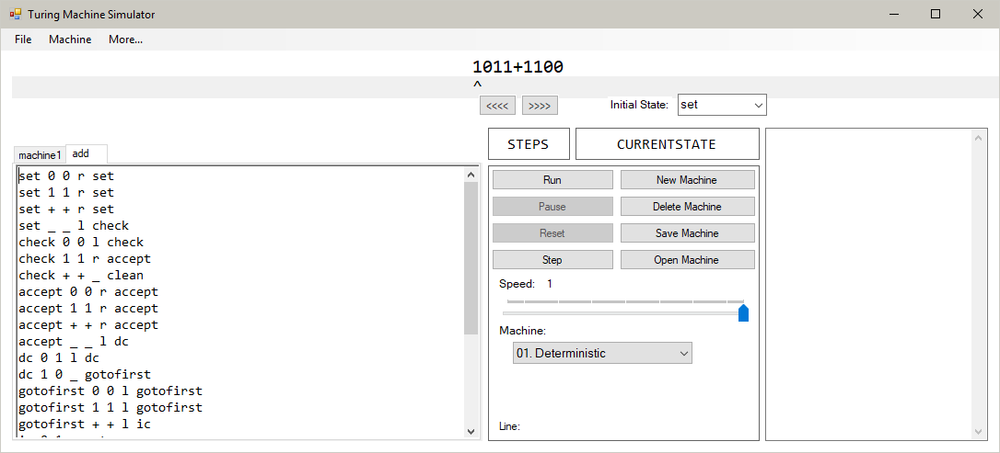 Turing Machine Simulator
File Machine More...
1011+1100
^
<<<< >>>> Initial State: set
STEPS CURRENTSTATE
machine1 add
set 0 0 r set
set 1 1 r set
set + + r set
set _ _ l check
check 0 0 l check
check 1 1 r accept
check + + _ clean
accept 0 0 r accept
accept 1 1 r accept
accept + + r accept
accept _ _ l dc
dc 0 1 l dc
dc 1 0 _ gotofirst
gotofirst 0 0 l gotofirst
gotofirst 1 1 l gotofirst
gotofirst + + l ic
Run New Machine
Pause Delete Machine
Reset Save Machine
Step Open Machine
Speed: 1
Machine:
01. Deterministic
Line: